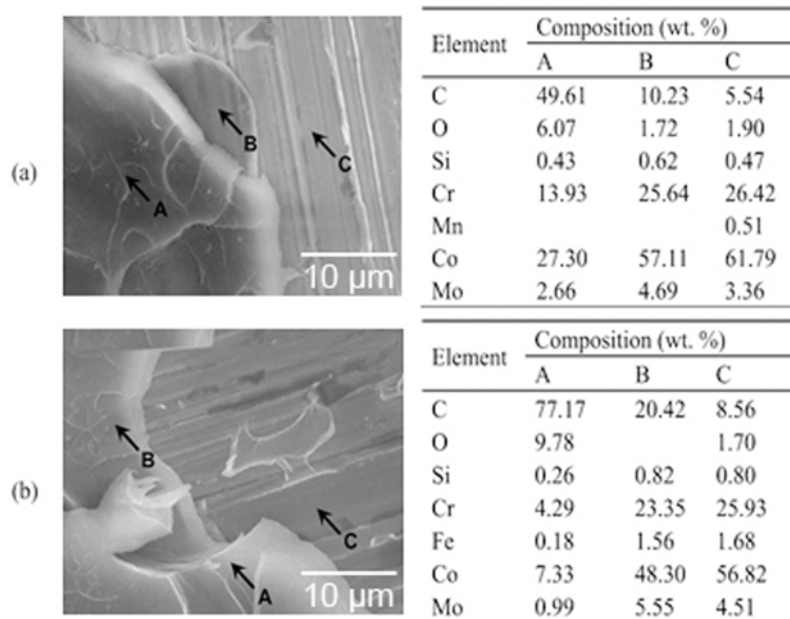 (a)
A
B
C
10 µm
Element Composition (wt. %)
A B C
C 49.61 10.23 5.54
O 6.07 1.72 1.90
Si 0.43 0.62 0.47
Cr 13.93 25.64 26.42
Mn 0.51
Co 27.30 57.11 61.79
Mo 2.66 4.69 3.36
(b)
B
C
A
10 µm
Element Composition (wt. %)
A B C
C 77.17 20.42 8.56
O 9.78 1.70
Si 0.26 0.82 0.80
Cr 4.29 23.35 25.93
Fe 0.18 1.56 1.68
Co 7.33 48.30 56.82
Mo 0.99 5.55 4.51